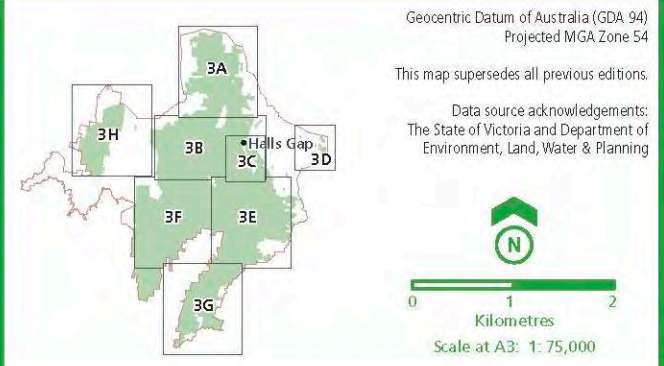 Geocentric Datum of Australia (GDA 94)
Projected MGA Zone 54
This map supersedes all previous editions.
Data source acknowledgements:
The State of Victoria and Department of
Environment, Land, Water & Planning
3A
3H
3B
Halls Gap
3C
3D
3F
3E
3G
N
0 1 2
Kilometres
Scale at A3: 1: 75,000